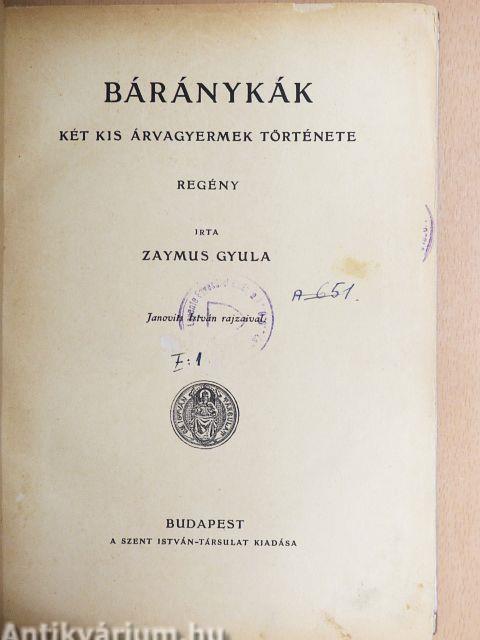 BÁRÁNYKÁK
KÉT KIS ÁRVAGYERMEK TÖRTÉNETE
REGÉNY
IRTA
ZAYMUS GYULA
A-651.
Janovits István rajzaival
I:1
BUDAPEST
A SZENT ISTVÁN-TÁRSULAT KIADÁSA
Antikvárium.hu